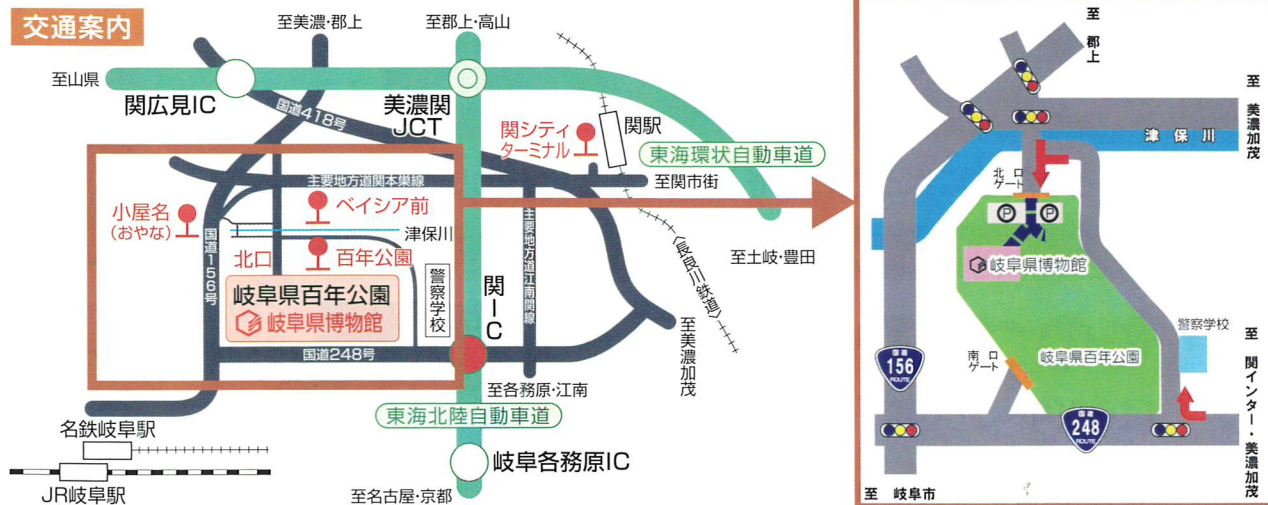 交通案内
至美濃・郡上
至郡上・高山
至山県
関広見IC
国道418号
美濃関
JCT
関シティ
ターミナル
関駅
東海環状自動車道
主要地方道関本巣線
至関市街
小屋名
(おやな)
ベイシア前
津保川
国道156号
北口
百年公園
岐阜県百年公園
岐阜県博物館
警察学校
関IC
主要地方道江南関線
〈長良川鉄道〉
至土岐・豊田
至美濃加茂
国道248号
至各務原・江南
東海北陸自動車道
名鉄岐阜駅
JR岐阜駅
岐阜各務原IC
至名古屋・京都
至 郡上
至 美濃加茂
津保川
北口
ゲート
P
P
岐阜県博物館
警察学校
岐阜県百年公園
南口
ゲート
国道
156
ROUTE
国道
248
ROUTE
至 関インター・美濃加茂
至 岐阜市